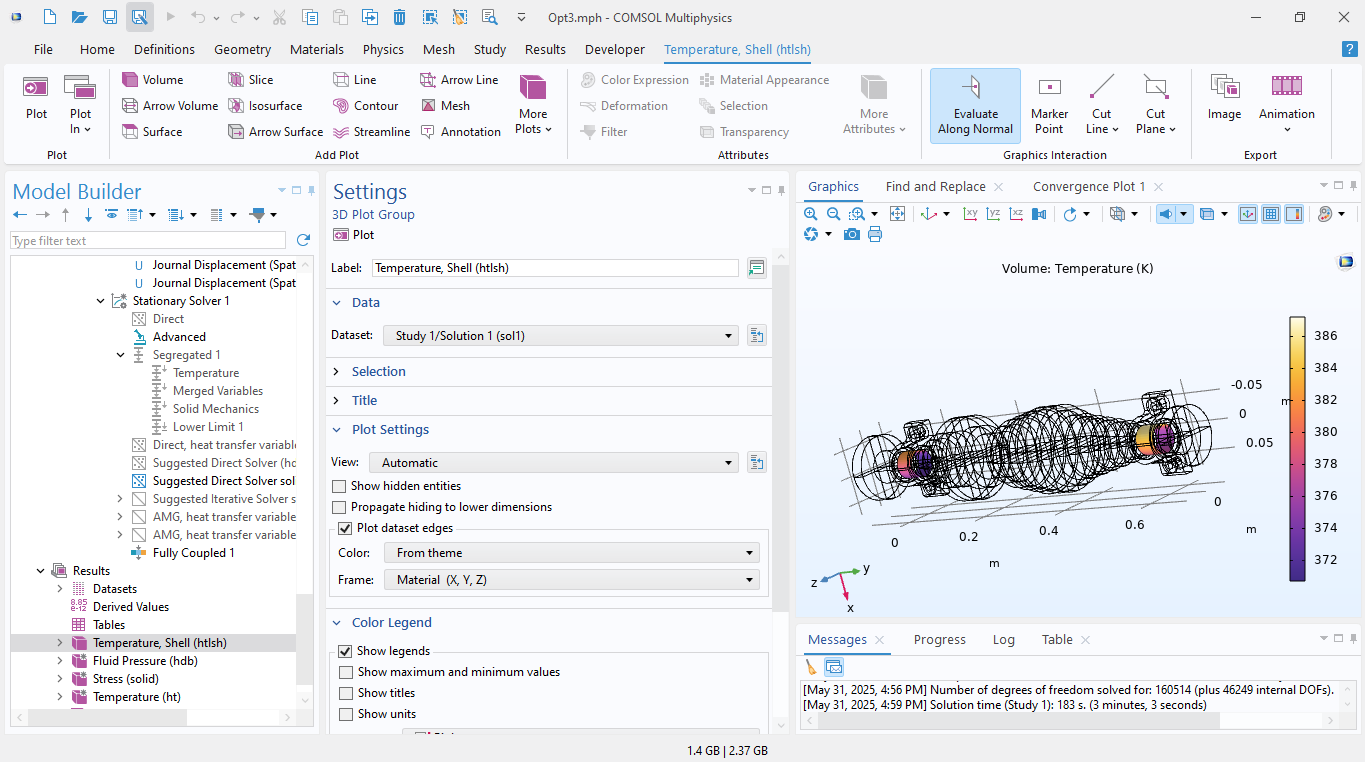 Opt3.mph - COMSOL Multiphysics
File Home Definitions Geometry Materials Physics Mesh Study Results Developer Temperature, Shell (htlsh) ?
Plot
Plot In
Plot
Volume
Arrow Volume
Surface
Slice
Isosurface
Arrow Surface
Line
Contour
Streamline
Arrow Line
Mesh
Annotation
More Plots
Add Plot
Color Expression
Deformation
Filter
Material Appearance
Selection
Transparency
More Attributes
Attributes
Evaluate Along Normal
Marker Point
Cut Line
Cut Plane
Graphics Interaction
Image
Animation
Export
Model Builder
Type filter text
Journal Displacement (Spat
Journal Displacement (Spat
Stationary Solver 1
Direct
Advanced
Segregated 1
Temperature
Merged Variables
Solid Mechanics
Lower Limit 1
Direct, heat transfer variable
Suggested Direct Solver (hd
Suggested Direct Solver sol
Suggested Iterative Solver s
AMG, heat transfer variable
AMG, heat transfer variable
Fully Coupled 1
Results
Datasets
8.85
e-12
Derived Values
Tables
Temperature, Shell (htlsh)
Fluid Pressure (hdb)
Stress (solid)
Temperature (ht)
Settings
3D Plot Group
Plot
Label: Temperature, Shell (htlsh)
Data
Dataset: Study 1/Solution 1 (sol1)
Selection
Title
Plot Settings
View: Automatic
Show hidden entities
Propagate hiding to lower dimensions
Plot dataset edges
Color: From theme
Frame: Material (X, Y, Z)
Color Legend
Show legends
Show maximum and minimum values
Show titles
Show units
Graphics Find and Replace Convergence Plot 1
xy yz xz
Volume: Temperature (K)
386
384
382
380
378
376
374
372
-0.05
m
0
0.05
0
m
0 0.2 0.4 0.6
m
y
z
x
Messages Progress Log Table
[May 31, 2025, 4:56 PM] Number of degrees of freedom solved for: 160514 (plus 46249 internal DOFs).
[May 31, 2025, 4:59 PM] Solution time (Study 1): 183 s. (3 minutes, 3 seconds)
1.4 GB | 2.37 GB